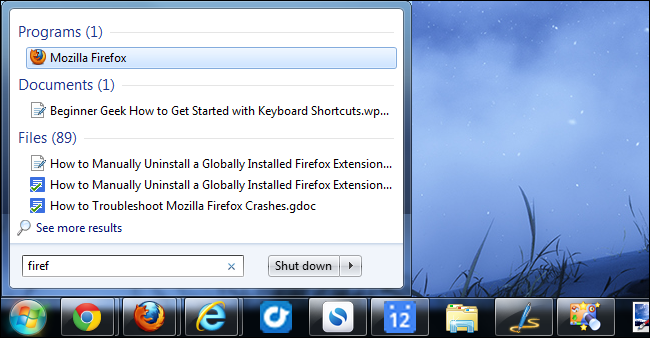 Programs (1)
Mozilla Firefox
Documents (1)
Beginner Geek How to Get Started with Keyboard Shortcuts.wp...
Files (89)
How to Manually Uninstall a Globally Installed Firefox Extension...
How to Manually Uninstall a Globally Installed Firefox Extension...
How to Troubleshoot Mozilla Firefox Crashes.gdoc
See more results
firef
Shut down
12